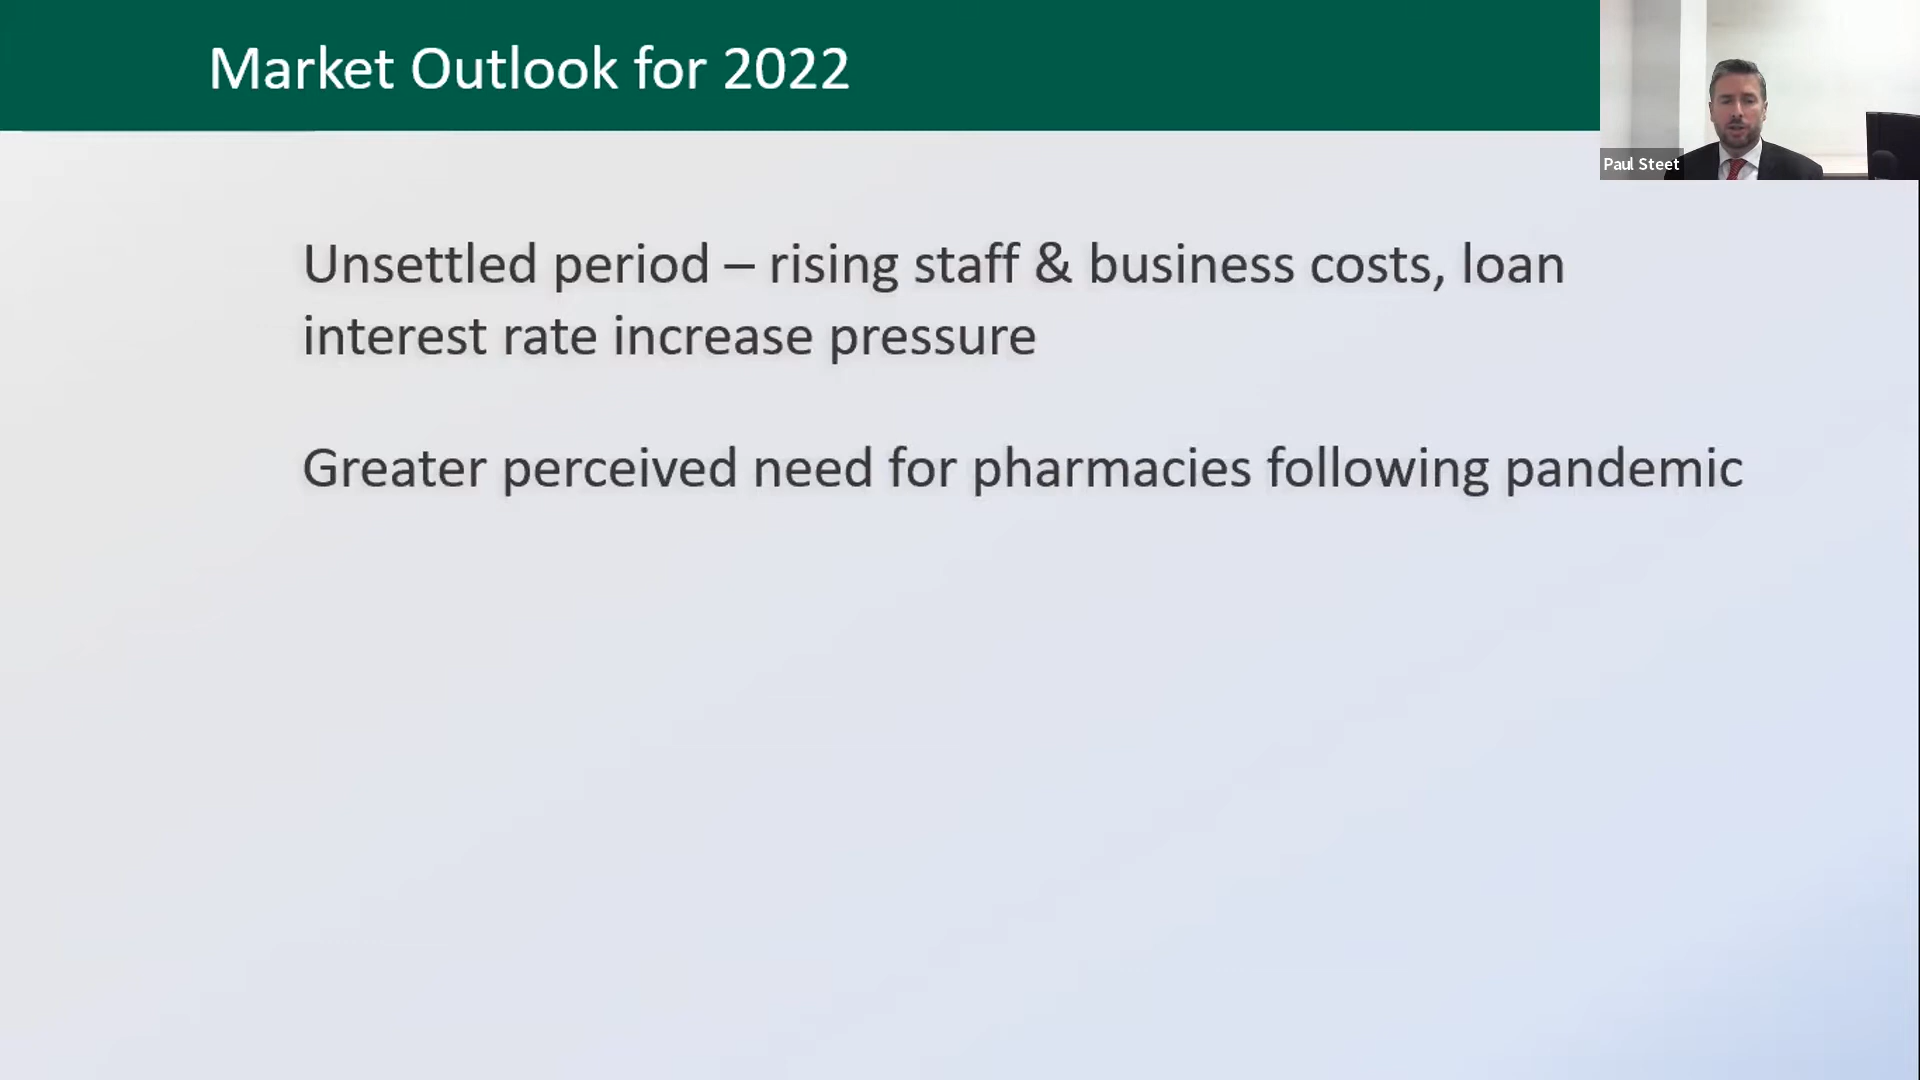 Market Outlook for 2022
Paul Steet
Unsettled period – rising staff & business costs, loan
interest rate increase pressure
Greater perceived need for pharmacies following pandemic